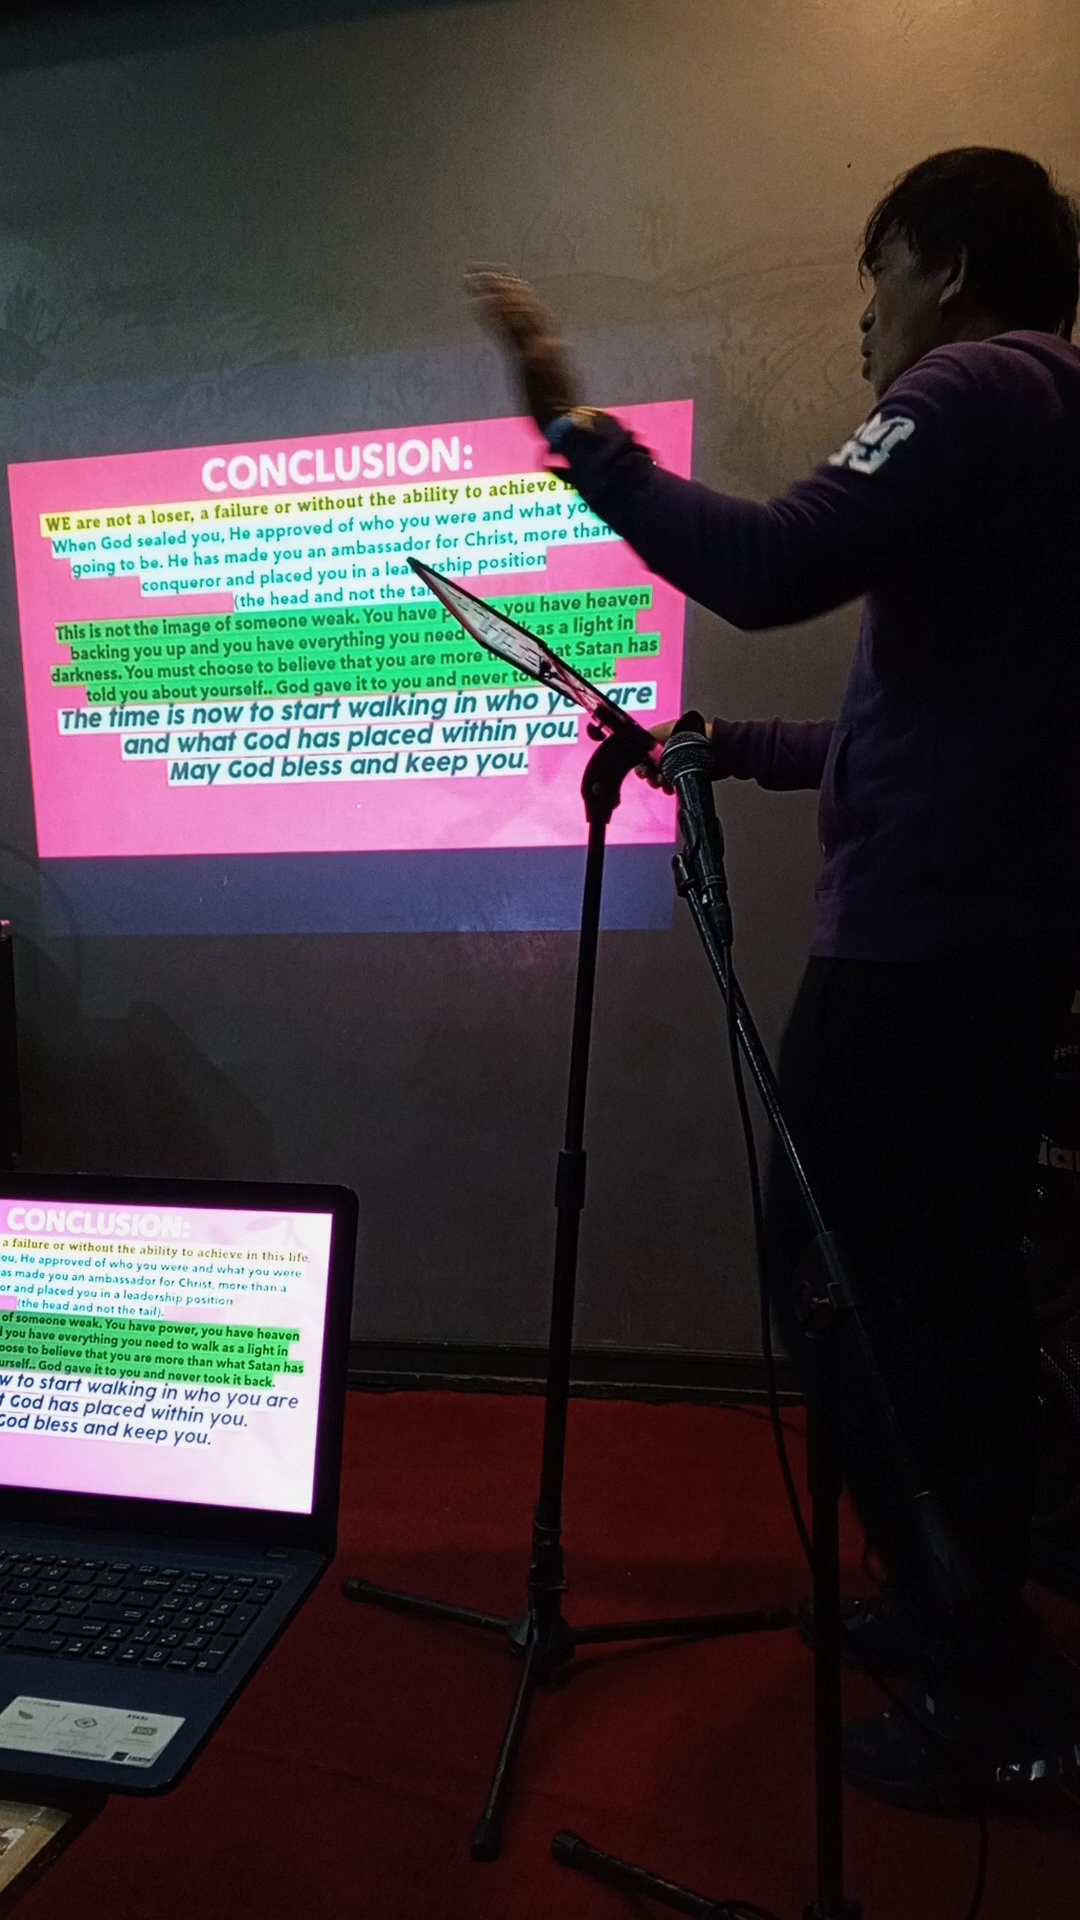 CONCLUSION:
WE are not a loser, a failure or without the ability to achieve
When God sealed you, He approved of who you were and what you
going to be. He has made you an ambassador for Christ, more than
conqueror and placed you in a leadership position
(the head and not the tail
This is not the image of someone weak. You have you have heaven
backing you up and you have everything you need as a light in
darkness. You must choose to believe that you are more what Satan has
told you about yourself.. God gave it to you and never took back.
The time is now to start walking in who you are
and what God has placed within you.
May God bless and keep you.
CONCLUSION:
a failure or without the ability to achieve in this life.
ou, He approved of who you were and what you were
as made you an ambassador for Christ, more than a
or and placed you in a leadership position
(the head and not the tail).
of someone weak. You have power, you have heaven
you have everything you need to walk as a light in
oose to believe that you are more than what Satan has
urself.. God gave it to you and never took it back.
w to start walking in who you are
t God has placed within you.
God bless and keep you.